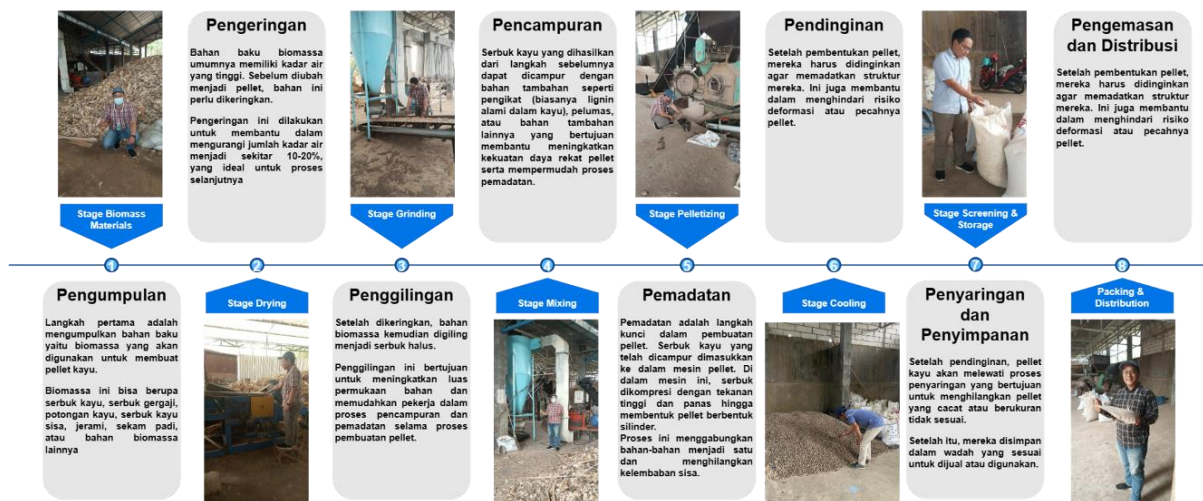 Pengeringan
Bahan baku biomassa
umumnya memiliki kadar air
yang tinggi. Sebelum diubah
menjadi pellet, bahan ini
perlu dikeringkan.
Pengeringan ini dilakukan
untuk membantu dalam
mengurangi jumlah kadar air
menjadi sekitar 10-20%,
yang ideal untuk proses
selanjutnya
Pencampuran
Serbuk kayu yang dihasilkan
dari langkah sebelumnya
dapat dicampur dengan
bahan tambahan seperti
pengikat (biasanya lignin
alami dalam kayu), pelumas,
atau bahan tambahan
lainnya yang bertujuan
membantu meningkatkan
kekuatan daya rekat pellet
serta mempermudah proses
pemadatan.
Pendinginan
Setelah pembentukan pellet,
mereka harus didinginkan
agar memadatkan struktur
mereka. Ini juga membantu
dalam menghindari risiko
deformasi atau pecahnya
pellet.
Pengemasan
dan Distribusi
Setelah pembentukan pellet,
mereka harus didinginkan
agar memadatkan struktur
mereka. Ini juga membantu
dalam menghindari risiko
deformasi atau pecahnya
pellet.
Stage Biomass
Materials
Stage Grinding
Stage Pelletizing
Stage Screening &
Storage
1
2
3
4
5
6
7
8
Pengumpulan
Langkah pertama adalah
mengumpulkan bahan baku
yaitu biomassa yang akan
digunakan untuk membuat
pellet kayu.
Biomassa ini bisa berupa
serbuk kayu, serbuk gergaji,
potongan kayu, serbuk kayu
sisa, jerami, sekam padi,
atau bahan biomassa
lainnya
Stage Drying
Penggilingan
Setelah dikeringkan, bahan
biomassa kemudian digiling
menjadi serbuk halus.
Penggilingan ini bertujuan
untuk meningkatkan luas
permukaan bahan dan
memudahkan pekerja dalam
proses pencampuran dan
pemadatan selama proses
pembuatan pellet.
Stage Mixing
Pemadatan
Pemadatan adalah langkah
kunci dalam pembuatan
pellet. Serbuk kayu yang
telah dicampur dimasukkan
ke dalam mesin pellet. Di
dalam mesin ini, serbuk
dikompresi dengan tekanan
tinggi dan panas hingga
membentuk pellet berbentuk
silinder.
Proses ini menggabungkan
bahan-bahan menjadi satu
dan menghilangkan
kelembaban sisa.
Stage Cooling
Penyaringan
dan
Penyimpanan
Setelah pendinginan, pellet
kayu akan melewati proses
penyaringan yang bertujuan
untuk menghilangkan pellet
yang cacat atau berukuran
tidak sesuai.
Setelah itu, mereka disimpan
dalam wadah yang sesuai
untuk dijual atau digunakan.
Packing &
Distribution